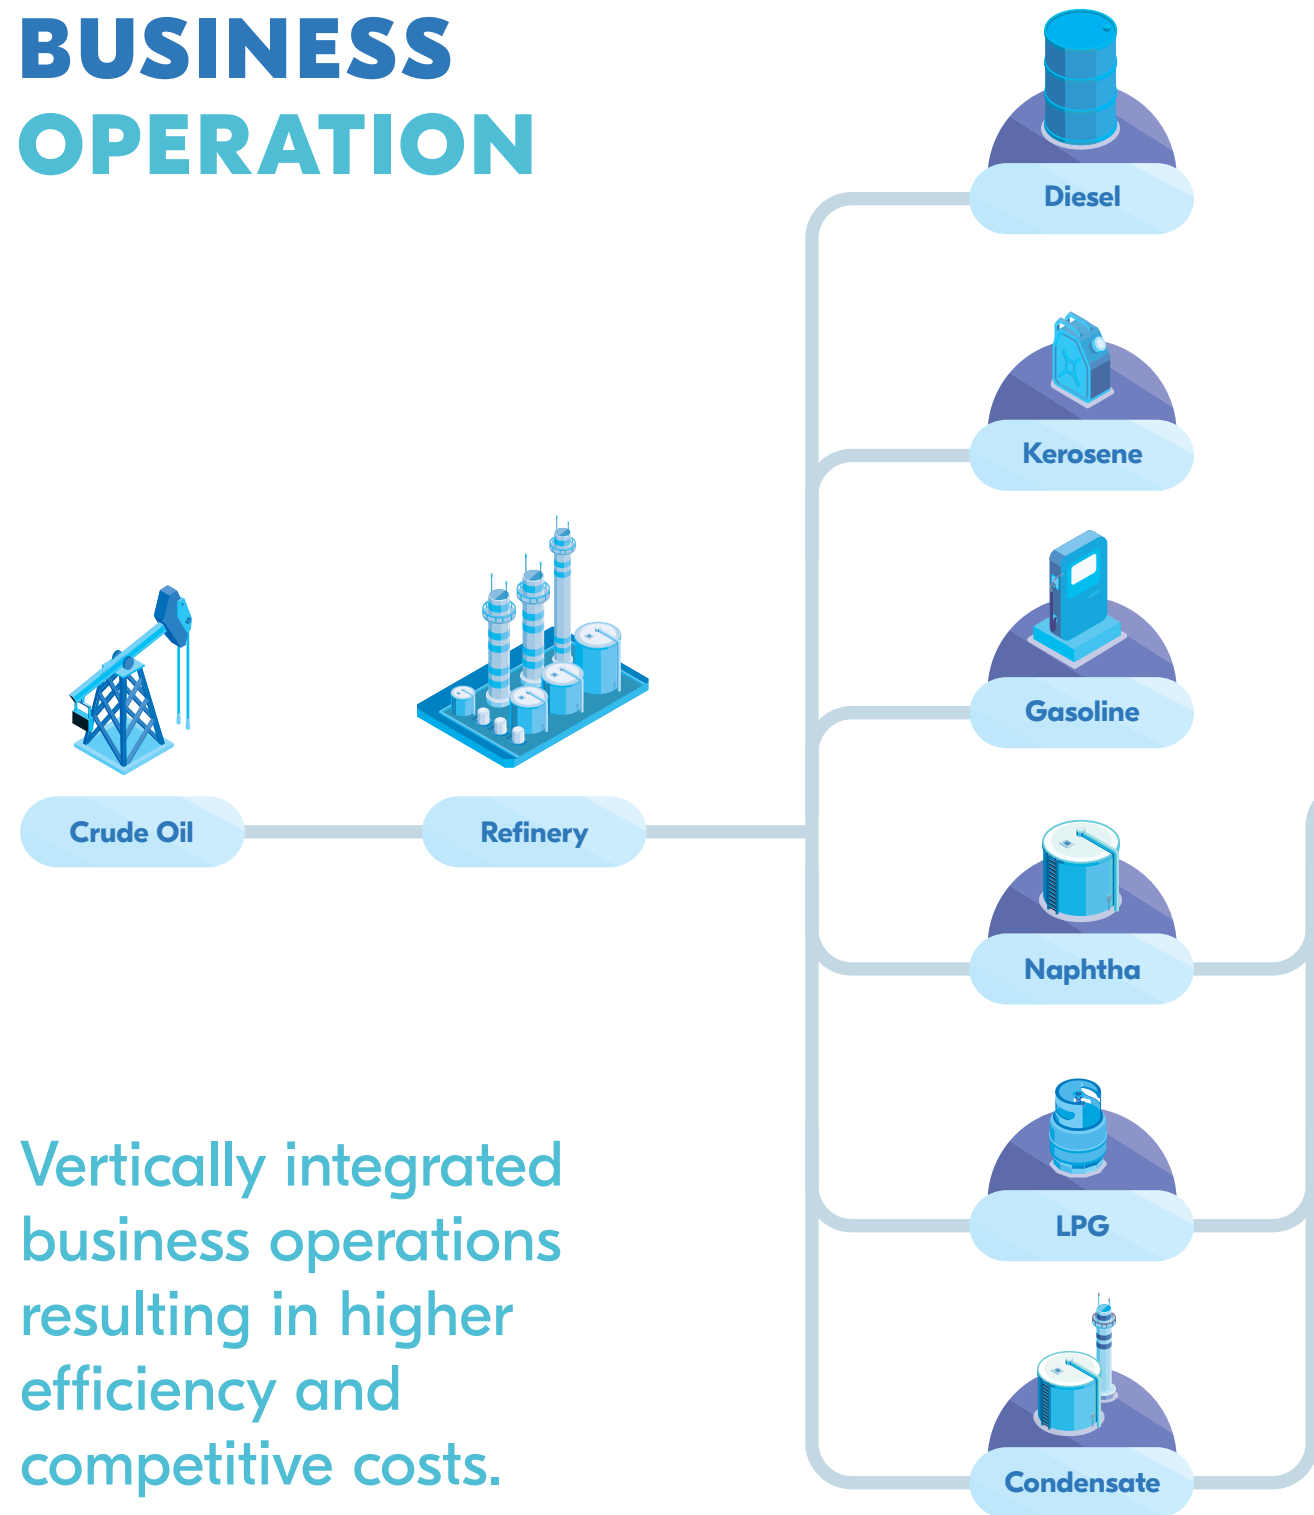 BUSINESS
OPERATION
Diesel
Kerosene
Gasoline
Crude Oil
Refinery
Naphtha
LPG
Condensate
Vertically integrated
business operations
resulting in higher
efficiency and
competitive costs.